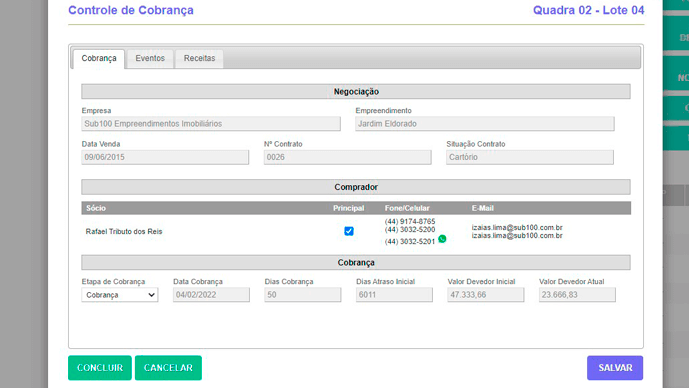 Controle de Cobrança
Quadra 02 - Lote 04
Cobrança Eventos Receitas
Negociação
Empresa Empreendimento
Sub100 Empreendimentos Imobiliários Jardim Eldorado
Data Venda Nº Contrato Situação Contrato
09/06/2015 0026 Cartório
Comprador
Sócio Principal Fone/Celular E-Mail
(44) 9174-8765
(44) 3032-5200
(44) 3032-5201
Rafael Tributo dos Reis
izaias.lima@sub100.com.br
izaias.lima@sub100.com.br
Cobrança
Etapa de Cobrança Data Cobrança Dias Cobrança Dias Atraso Inicial Valor Devedor Inicial Valor Devedor Atual
Cobrança 04/02/2022 50 6011 47.333,66 23.666,83
CONCLUIR CANCELAR SALVAR